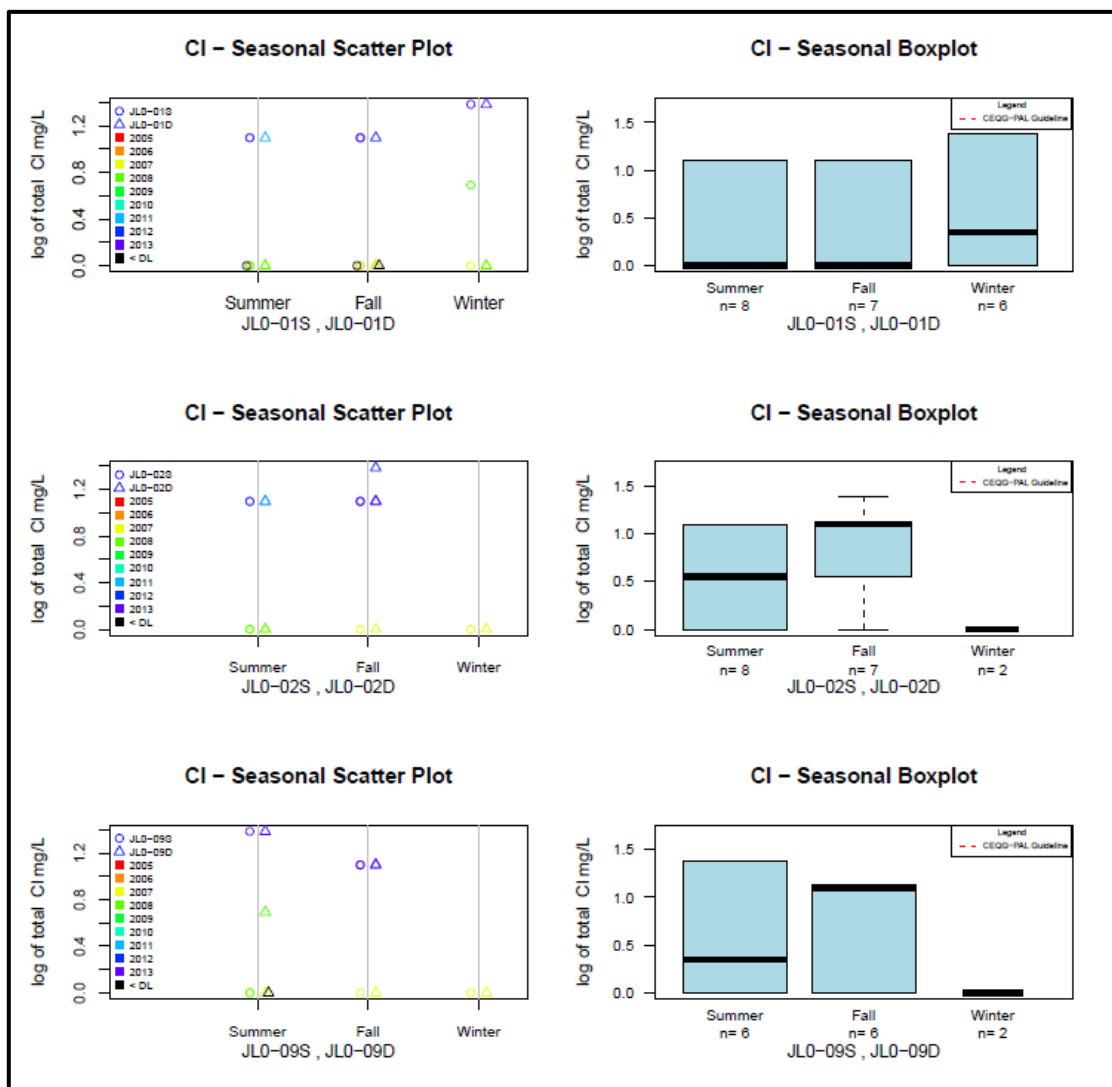 Cl − Seasonal Scatter Plot
log of total Cl mg/L
0.0 0.4 0.8 1.2
JL0−01S
JL0−01D
2005
2006
2007
2008
2009
2010
2011
2012
2013
< DL
Summer Fall Winter
JL0−01S , JL0−01D
Cl − Seasonal Boxplot
log of total Cl mg/L
1.5
1.0
0.5
0.0
Legend
CEQG−PAL Guideline
Summer Fall Winter
n= 8 n= 7 n= 6
JL0−01S , JL0−01D
Cl − Seasonal Scatter Plot
log of total Cl mg/L
0.0 0.4 0.8 1.2
JL0−02S
JL0−02D
2005
2006
2007
2008
2009
2010
2011
2012
2013
< DL
Summer Fall Winter
JL0−02S , JL0−02D
Cl − Seasonal Boxplot
log of total Cl mg/L
1.5
1.0
0.5
0.0
Legend
CEQG−PAL Guideline
Summer Fall Winter
n= 8 n= 7 n= 2
JL0−02S , JL0−02D
Cl − Seasonal Scatter Plot
log of total Cl mg/L
0.0 0.4 0.8 1.2
JL0−09S
JL0−09D
2005
2006
2007
2008
2009
2010
2011
2012
2013
< DL
Summer Fall Winter
JL0−09S , JL0−09D
Cl − Seasonal Boxplot
log of total Cl mg/L
1.5
1.0
0.5
0.0
Legend
CEQG−PAL Guideline
Summer Fall Winter
n= 6 n= 6 n= 2
JL0−09S , JL0−09D